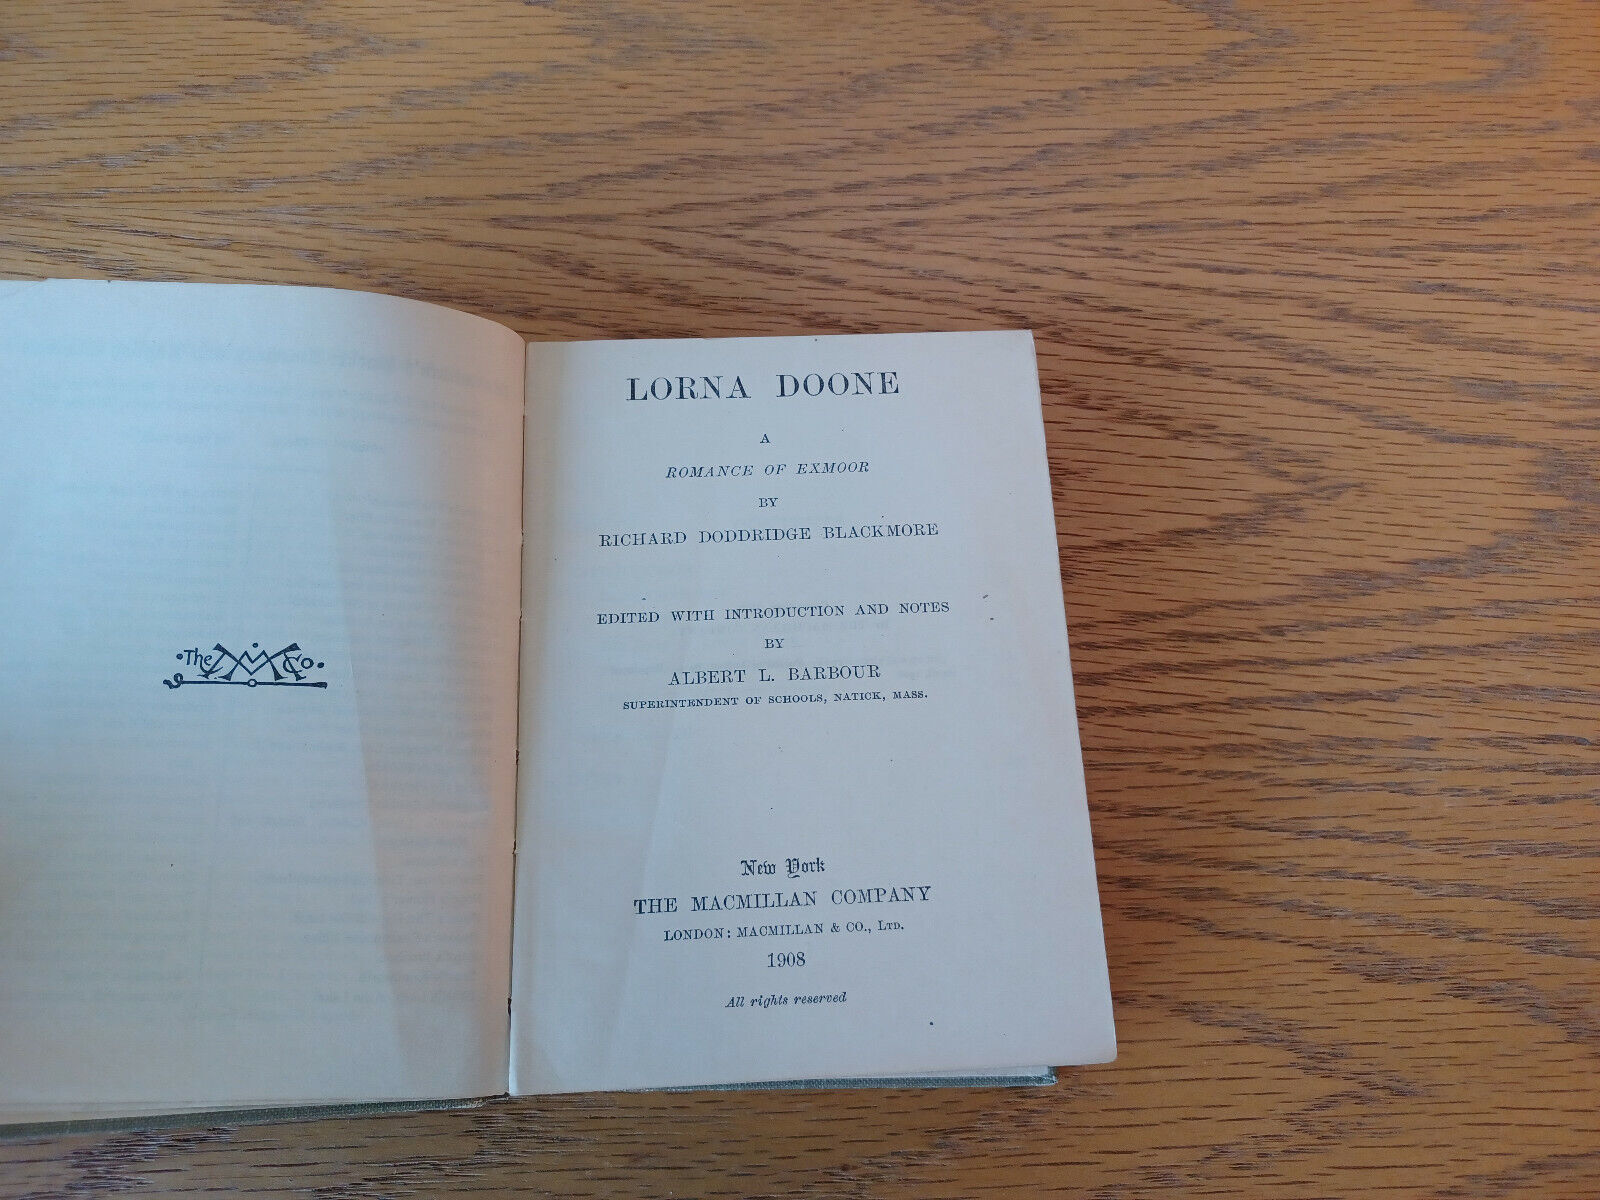 The M Co.
LORNA DOONE
A
ROMANCE OF EXMOOR
BY
RICHARD DODDRIDGE BLACKMORE
EDITED WITH INTRODUCTION AND NOTES
BY
ALBERT L. BARBOUR
SUPERINTENDENT OF SCHOOLS, NATICK, MASS.
New York
THE MACMILLAN COMPANY
LONDON: MACMILLAN & CO., LTD.
1908
All rights reserved